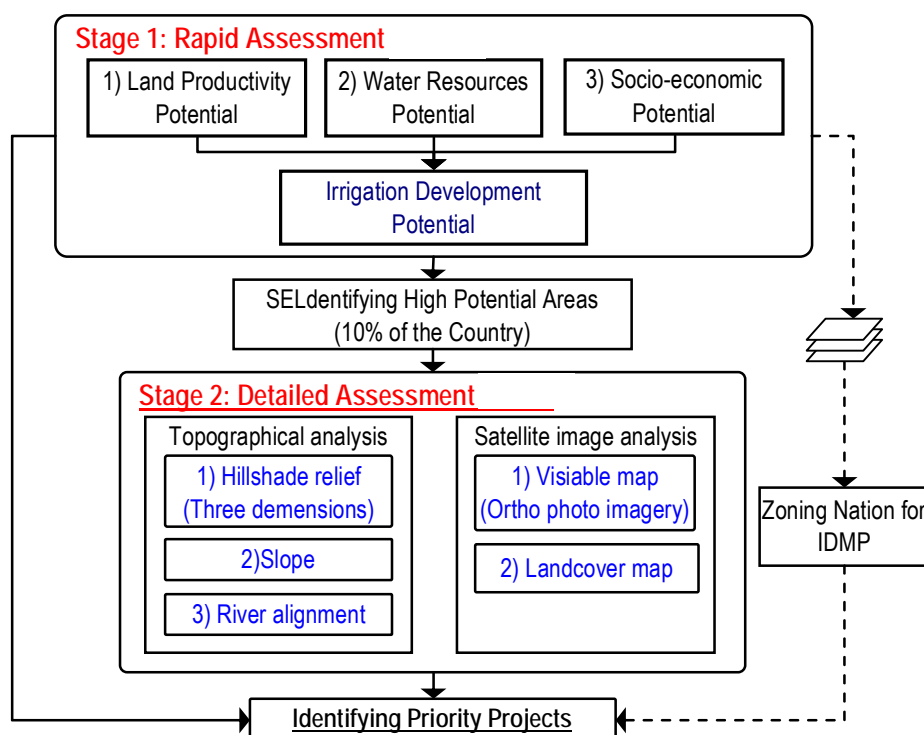 Stage 1: Rapid Assessment
1) Land Productivity
Potential
2) Water Resources
Potential
3) Socio-economic
Potential
Irrigation Development
Potential
SELdentifying High Potential Areas
(10% of the Country)
Stage 2: Detailed Assessment
Topographical analysis
1) Hillshade relief
(Three demensions)
2)Slope
3) River alignment
Satellite image analysis
1) Visiable map
(Ortho photo imagery)
2) Landcover map
Zoning Nation for
IDMP
Identifying Priority Projects